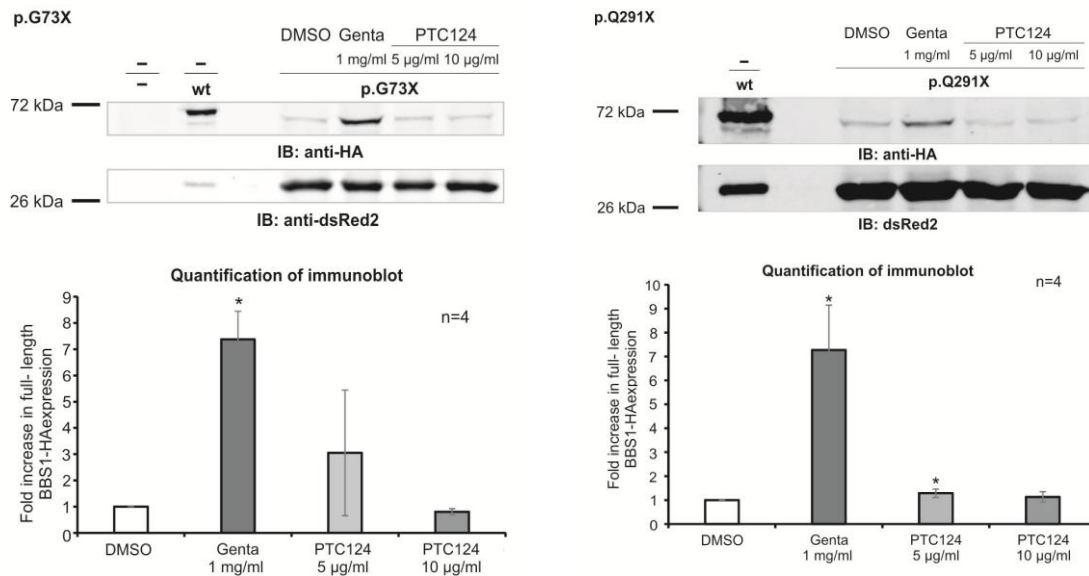 p.G73X
DMSO Genta PTC124
1 mg/ml 5 µg/ml 10 µg/ml
– –
– wt p.G73X
72 kDa
IB: anti-HA
26 kDa
IB: anti-dsRed2
Quantification of immunoblot
n=4
*
Fold increase in full- length
BBS1-HAexpression
9
8
7
6
5
4
3
2
1
0
DMSO Genta PTC124 PTC124
1 mg/ml 5 µg/ml 10 µg/ml
p.Q291X
DMSO Genta PTC124
1 mg/ml 5 µg/ml 10 µg/ml
–
wt p.Q291X
72 kDa
IB: anti-HA
26 kDa
IB: dsRed2
Quantification of immunoblot
n=4
*
*
Fold increase in full- length
BBS1-HAexpression
10
9
8
7
6
5
4
3
2
1
0
DMSO Genta PTC124 PTC124
1 mg/ml 5 µg/ml 10 µg/ml